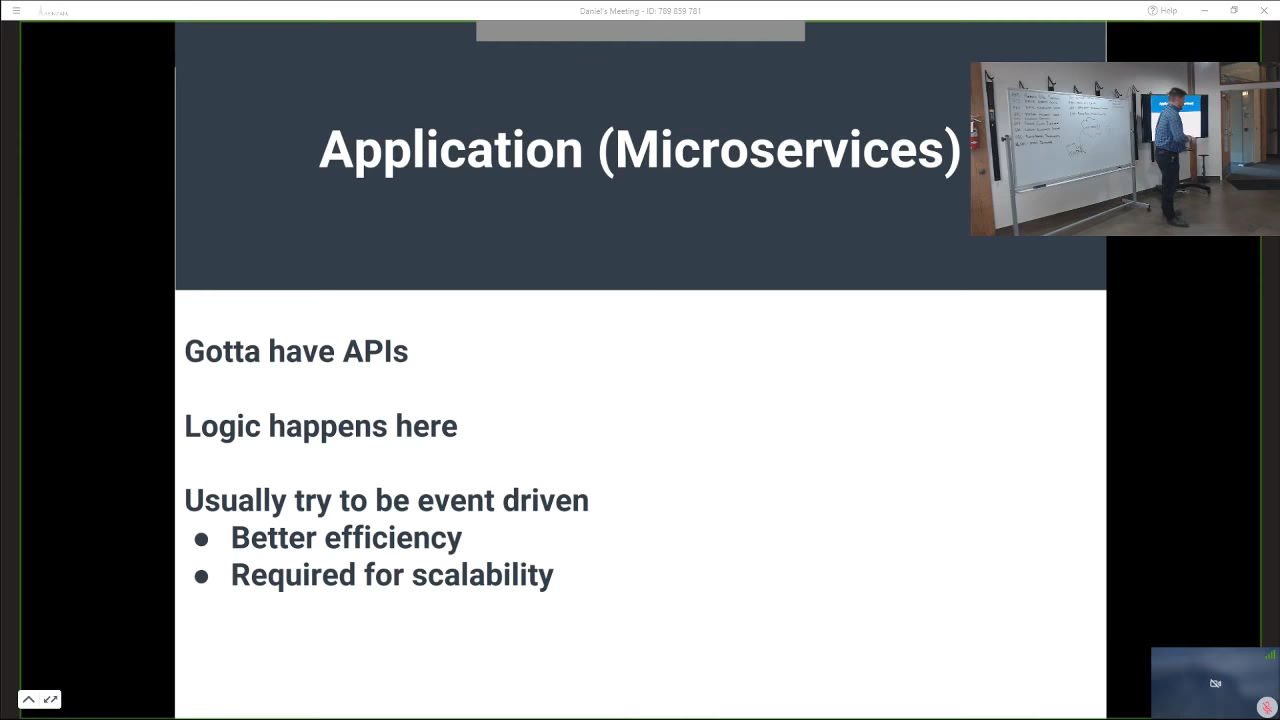 Daniel's Meeting - ID: 789 859 781
Help
Application (Microservices)
Gotta have APIs
Logic happens here
Usually try to be event driven
● Better efficiency
● Required for scalability